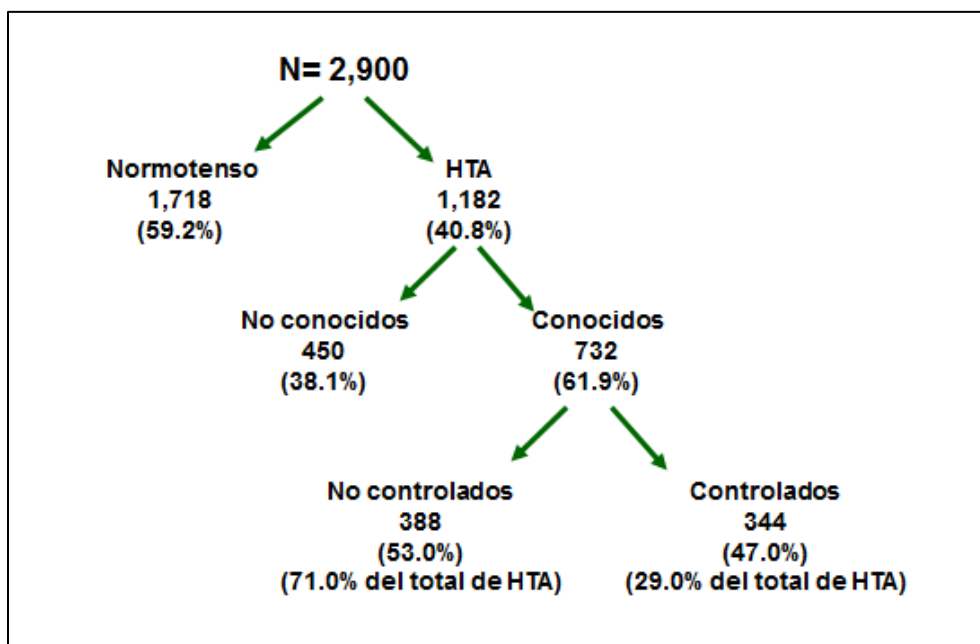 N= 2,900
Normotenso
1,718
(59.2%)
HTA
1,182
(40.8%)
No conocidos
450
(38.1%)
Conocidos
732
(61.9%)
No controlados
388
(53.0%)
(71.0% del total de HTA)
Controlados
344
(47.0%)
(29.0% del total de HTA)